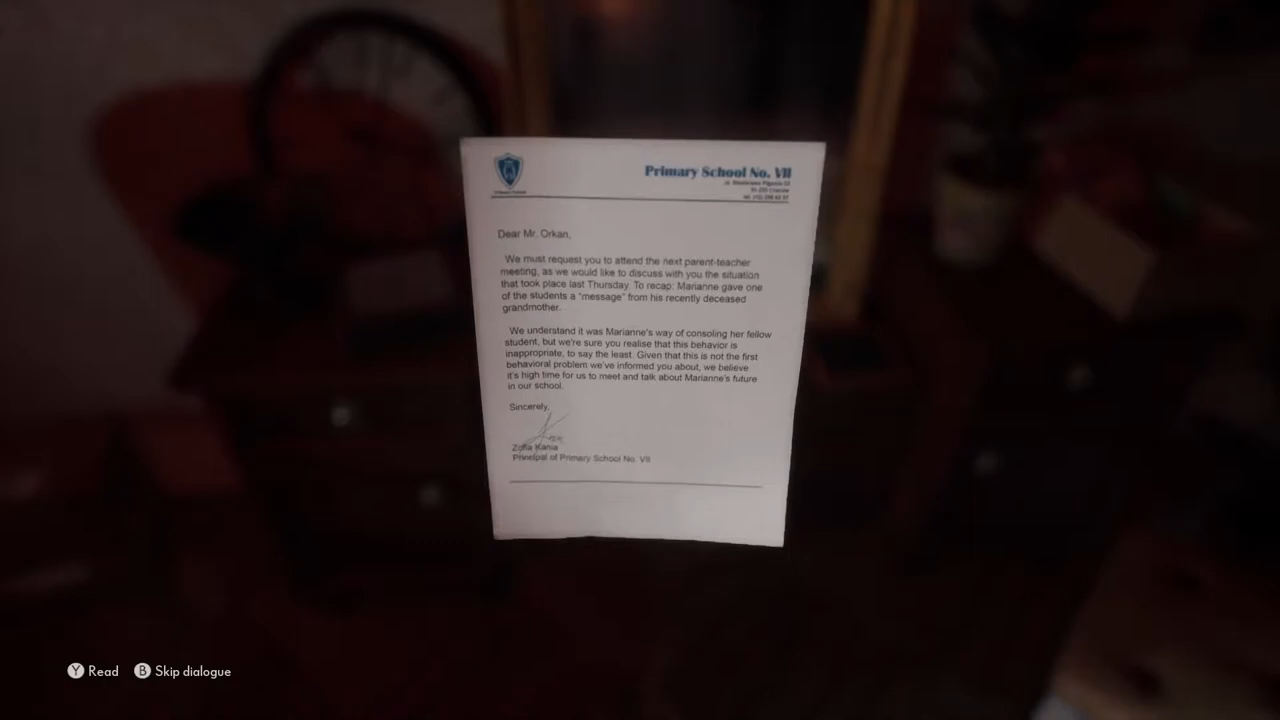 Primary School No. VII
Dear Mr. Orkan,
We must request you to attend the next parent-teacher
meeting, as we would like to discuss with you the situation
that took place last Thursday. To recap: Marianne gave one
of the students a "message" from his recently deceased
grandmother.
We understand it was Marianne's way of consoling her fellow
student, but we're sure you realise that this behavior is
inappropriate, to say the least. Given that this is not the first
behavioral problem we've informed you about, we believe
it's high time for us to meet and talk about Marianne's future
in our school.
Sincerely,
Zofia Kania
Principal of Primary School No. VII
Y Read B Skip dialogue